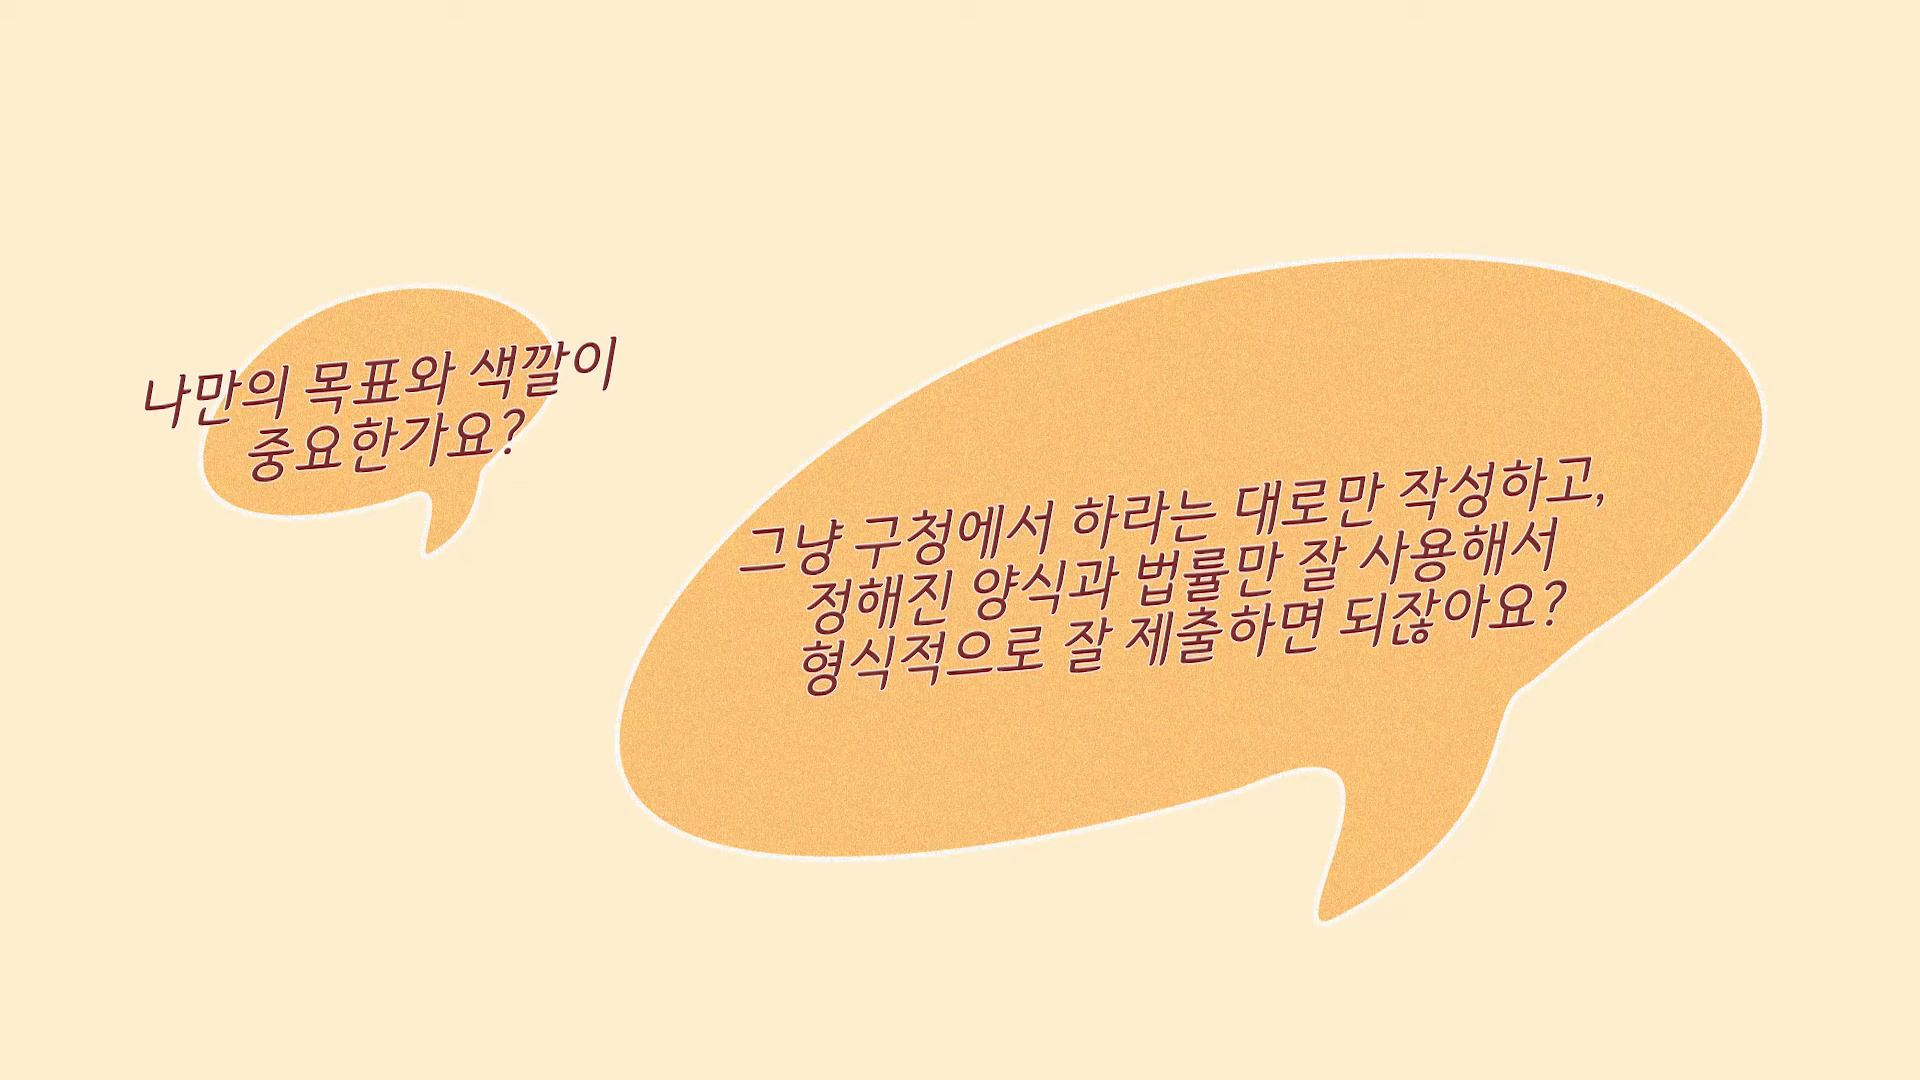 나만의 목표와 색깔이
중요한가요?
그냥 구청에서 하라는 대로만 작성하고,
정해진 양식과 법률만 잘 사용해서
형식적으로 잘 제출하면 되잖아요?